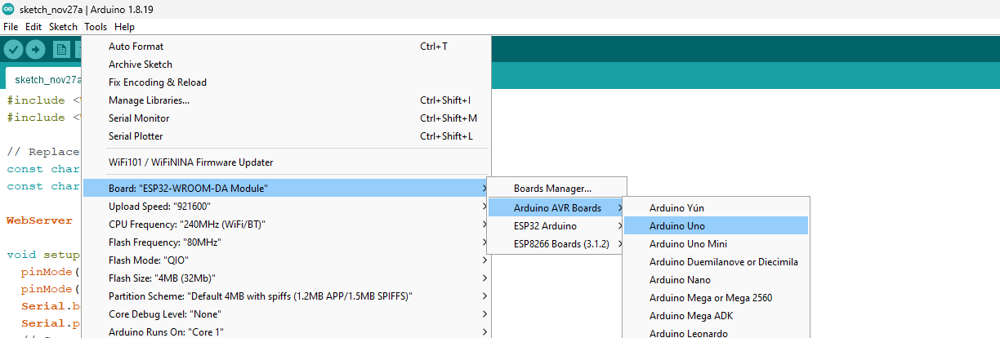 sketch_nov27a | Arduino 1.8.19
File Edit Sketch Tools Help
Auto Format Ctrl+T
Archive Sketch
Fix Encoding & Reload
Manage Libraries... Ctrl+Shift+I
Serial Monitor Ctrl+Shift+M
Serial Plotter Ctrl+Shift+L
WiFi101 / WiFiNINA Firmware Updater
Board: "ESP32-WROOM-DA Module"
Upload Speed: "921600"
CPU Frequency: "240MHz (WiFi/BT)"
Flash Frequency: "80MHz"
Flash Mode: "QIO"
Flash Size: "4MB (32Mb)"
Partition Scheme: "Default 4MB with spiffs (1.2MB APP/1.5MB SPIFFS)"
Core Debug Level: "None"
Arduino Runs On: "Core 1"
Boards Manager...
Arduino AVR Boards
ESP32 Arduino
ESP8266 Boards (3.1.2)
Arduino Yún
Arduino Uno
Arduino Uno Mini
Arduino Duemilanove or Diecimila
Arduino Nano
Arduino Mega or Mega 2560
Arduino Mega ADK
Arduino Leonardo
sketch_nov27a
#include <
#include <
// Replace
const char
const char
WebServer
void setup
pinMode(
pinMode(
Serial.b
Serial.p